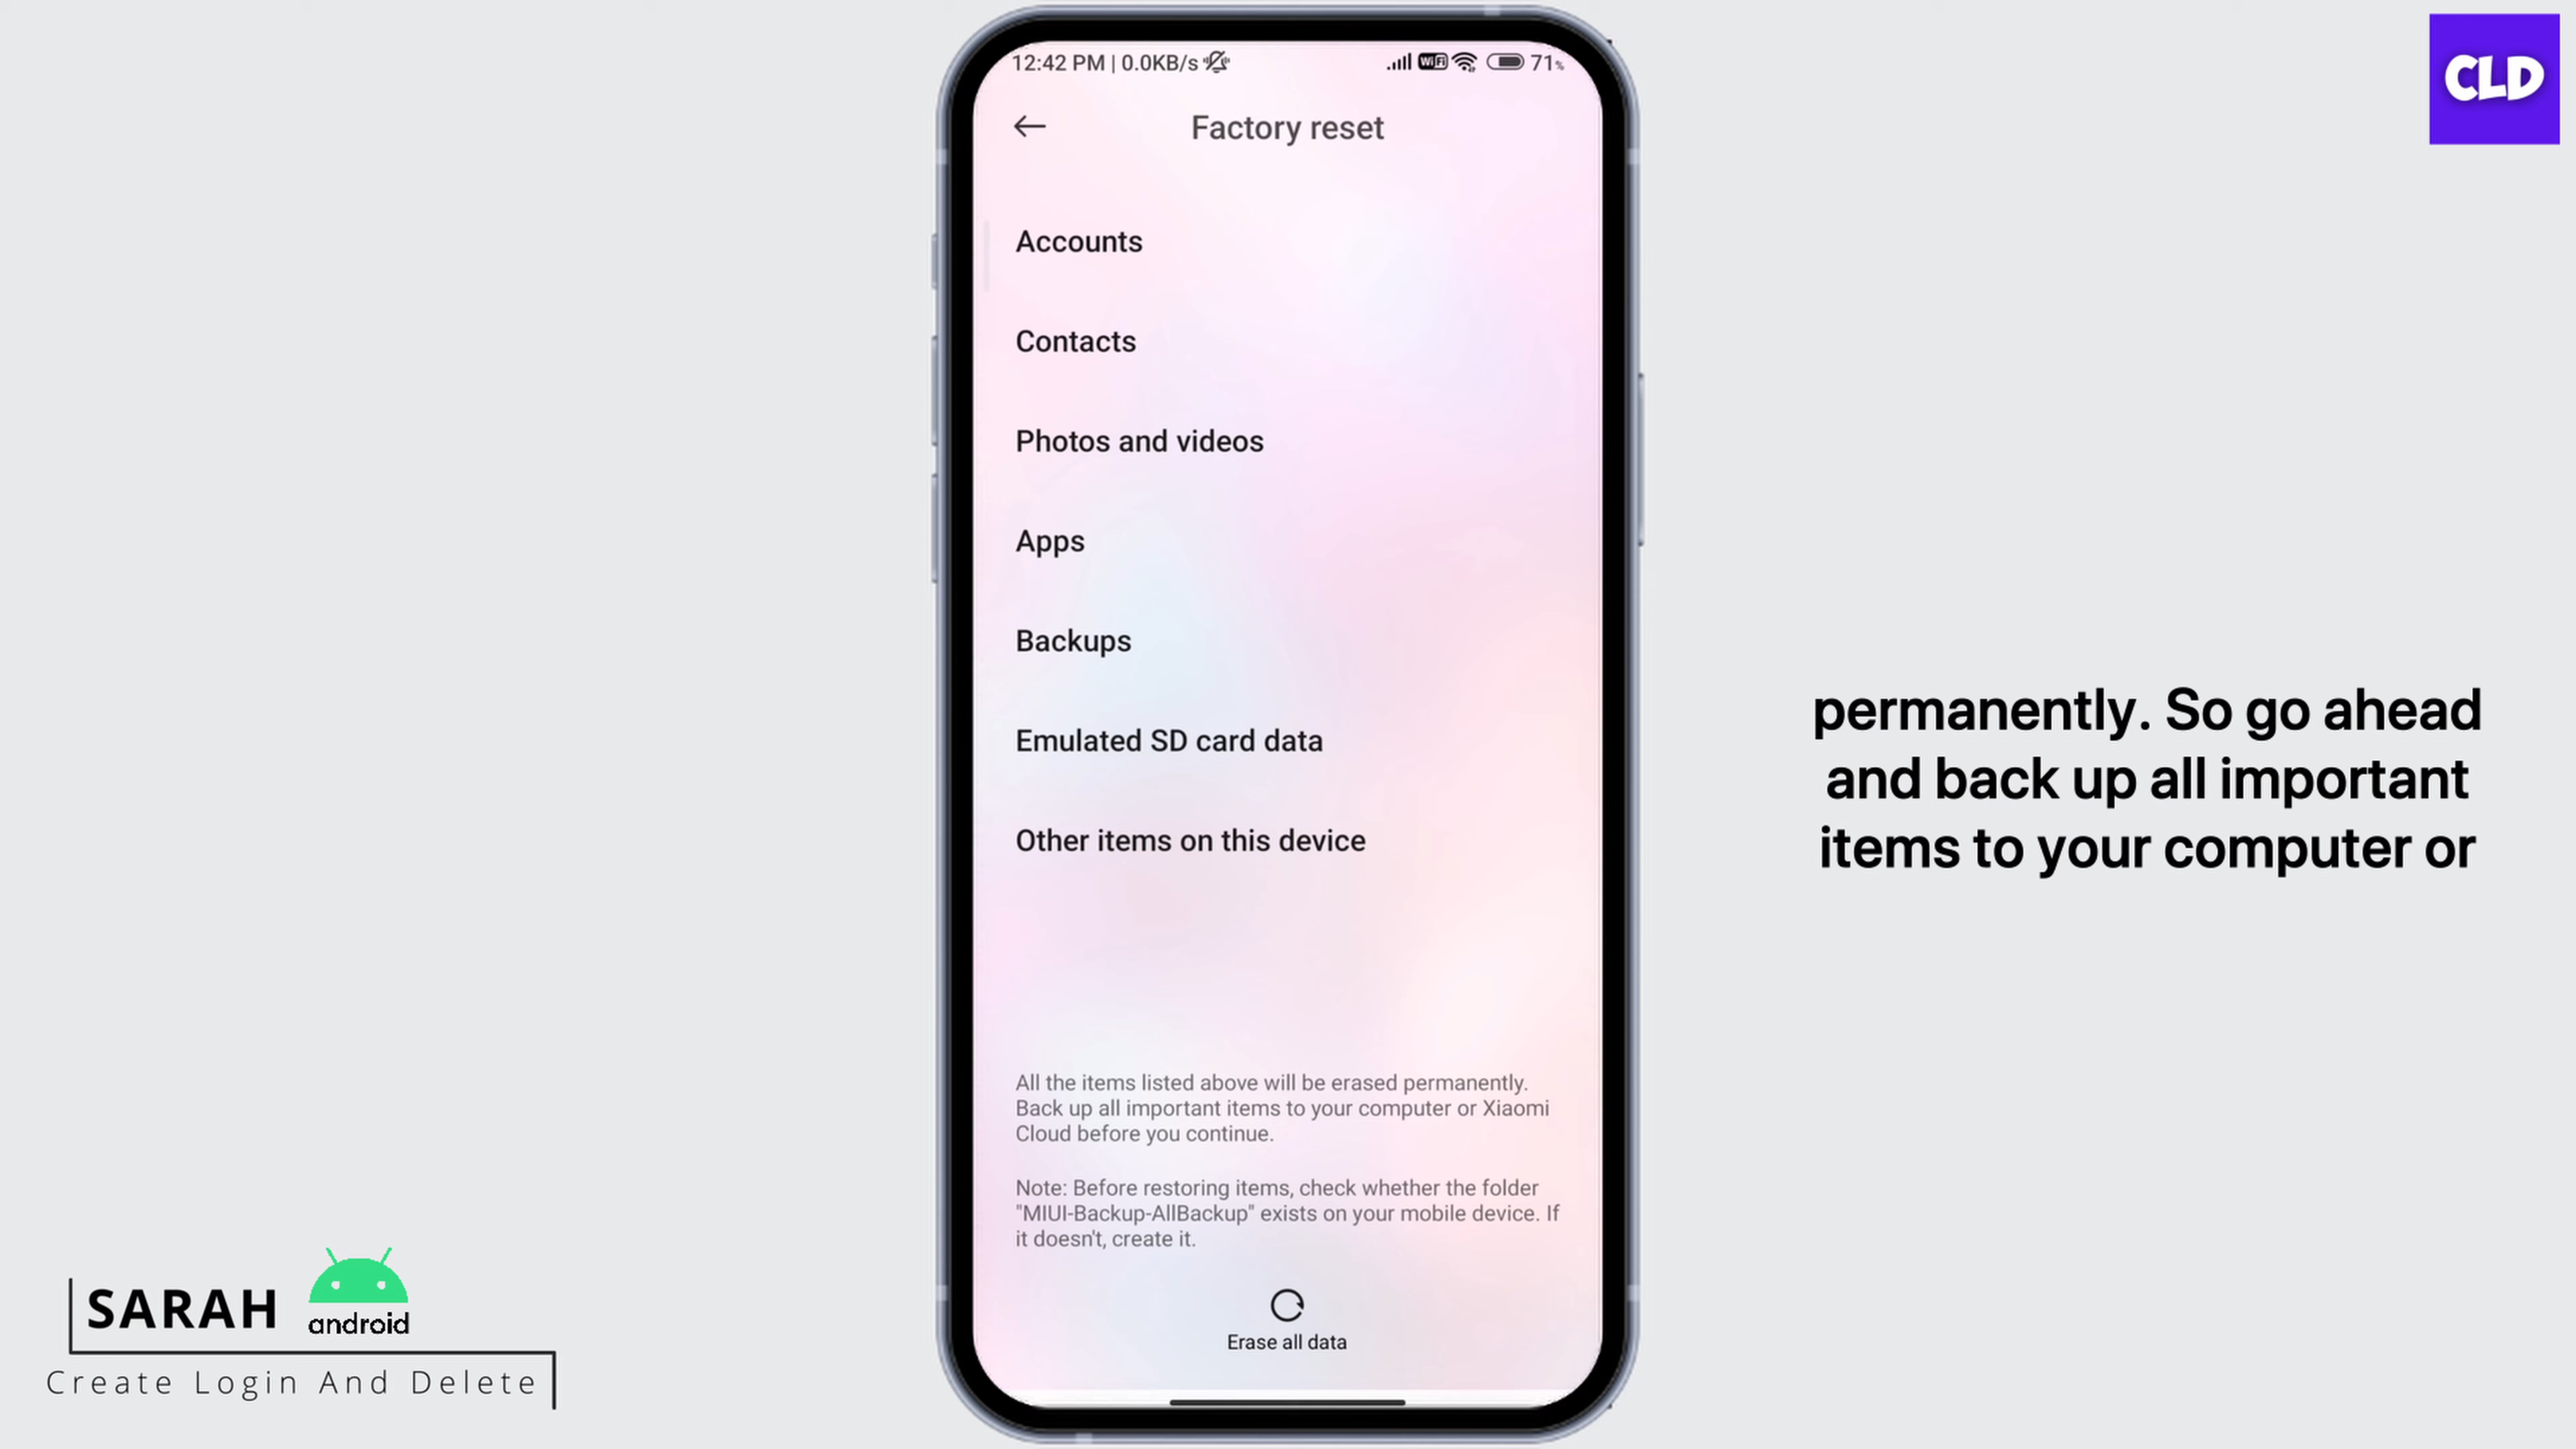 12:42 PM | 0.0KB/s WiFi 71%
CLD
Factory reset
Accounts
Contacts
Photos and videos
Apps
Backups
Emulated SD card data
Other items on this device
permanently. So go ahead
and back up all important
items to your computer or
All the items listed above will be erased permanently.
Back up all important items to your computer or Xiaomi
Cloud before you continue.
Note: Before restoring items, check whether the folder
"MIUI-Backup-AllBackup" exists on your mobile device. If
it doesn't, create it.
Erase all data
SARAH
android
Create Login And Delete